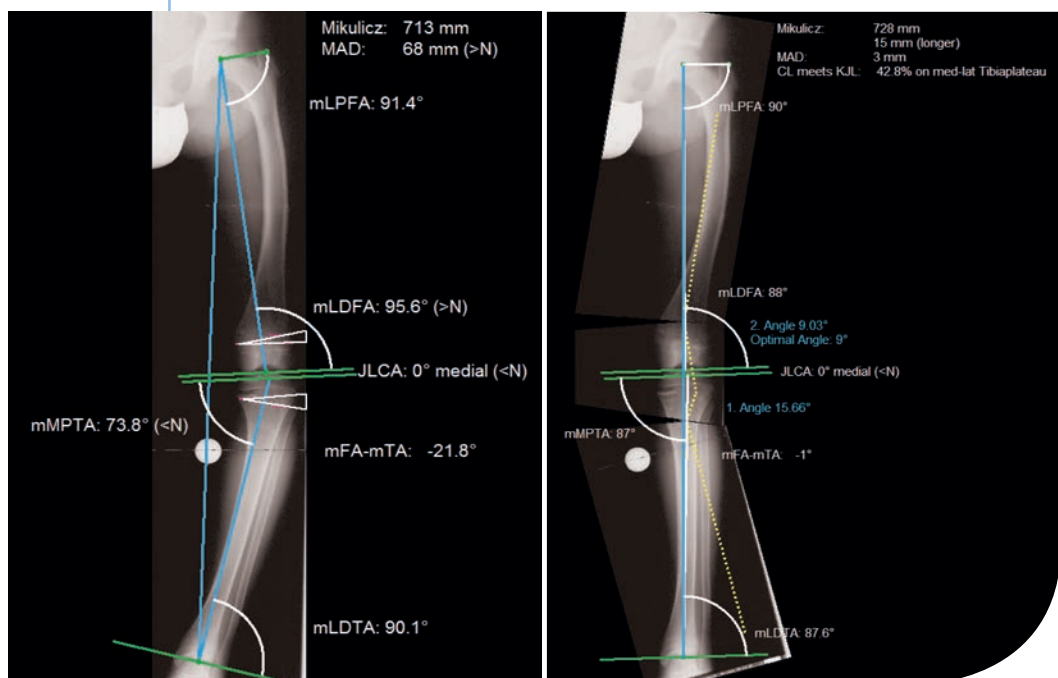 Mikulicz: 713 mm
MAD: 68 mm (>N)
mLPFA: 91.4°
mLDFA: 95.6° (>N)
JLCA: 0° medial (<N)
mMPTA: 73.8° (<N)
mFA-mTA: -21.8°
mLDTA: 90.1°
Mikulicz: 728 mm
15 mm (longer)
MAD: 3 mm
CL meets KJL: 42.8% on med-lat Tibiaplateau
mLPFA: 90°
mLDFA: 88°
2. Angle 9.03°
Optimal Angle: 9°
JLCA: 0° medial (<N)
1. Angle 15.66°
mMPTA: 87°
mFA-mTA: -1°
mLDTA: 87.6°